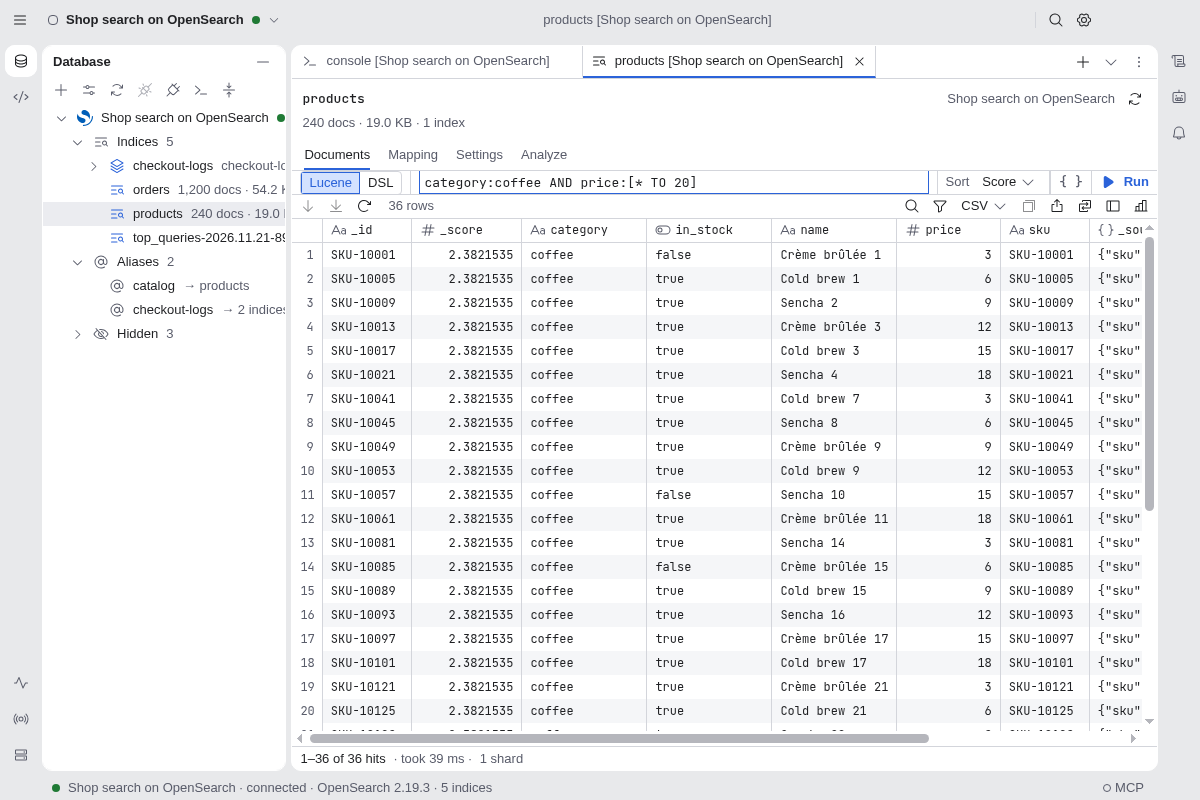 Shop search on OpenSearch
products [Shop search on OpenSearch]
Database
console [Shop search on OpenSearch]
products [Shop search on OpenSearch]
Shop search on OpenSearch
Indices 5
checkout-logs
orders 1,200 docs · 54.2
products 240 docs · 19.0
top_queries-2026.11.21-89
Aliases 2
catalog → products
checkout-logs → 2 indices
Hidden 3
products
Shop search on OpenSearch
240 docs · 19.0 KB · 1 index
Documents Mapping Settings Analyze
Lucene DSL category:coffee AND price:[* TO 20] Sort Score { } Run
36 rows CSV
Aa _id # _score Aa category in_stock Aa name # price Aa sku { }
1 SKU-10001 2.3821535 coffee false Crème brûlée 1 3 SKU-10001 {"sku"
2 SKU-10005 2.3821535 coffee true Cold brew 1 6 SKU-10005 {"sku"
3 SKU-10009 2.3821535 coffee true Sencha 2 9 SKU-10009 {"sku"
4 SKU-10013 2.3821535 coffee true Crème brûlée 3 12 SKU-10013 {"sku"
5 SKU-10017 2.3821535 coffee true Cold brew 3 15 SKU-10017 {"sku"
6 SKU-10021 2.3821535 coffee true Sencha 4 18 SKU-10021 {"sku"
7 SKU-10041 2.3821535 coffee true Cold brew 7 3 SKU-10041 {"sku"
8 SKU-10045 2.3821535 coffee true Sencha 8 6 SKU-10045 {"sku"
9 SKU-10049 2.3821535 coffee true Crème brûlée 9 9 SKU-10049 {"sku"
10 SKU-10053 2.3821535 coffee true Cold brew 9 12 SKU-10053 {"sku"
11 SKU-10057 2.3821535 coffee false Sencha 10 15 SKU-10057 {"sku"
12 SKU-10061 2.3821535 coffee true Crème brûlée 11 18 SKU-10061 {"sku"
13 SKU-10081 2.3821535 coffee true Sencha 14 3 SKU-10081 {"sku"
14 SKU-10085 2.3821535 coffee false Crème brûlée 15 6 SKU-10085 {"sku"
15 SKU-10089 2.3821535 coffee true Cold brew 15 9 SKU-10089 {"sku"
16 SKU-10093 2.3821535 coffee true Sencha 16 12 SKU-10093 {"sku"
17 SKU-10097 2.3821535 coffee true Crème brûlée 17 15 SKU-10097 {"sku"
18 SKU-10101 2.3821535 coffee true Cold brew 17 18 SKU-10101 {"sku"
19 SKU-10121 2.3821535 coffee true Crème brûlée 21 3 SKU-10121 {"sku"
20 SKU-10125 2.3821535 coffee true Cold brew 21 6 SKU-10125 {"sku"
1–36 of 36 hits · took 39 ms · 1 shard
Shop search on OpenSearch · connected · OpenSearch 2.19.3 · 5 indices
MCP